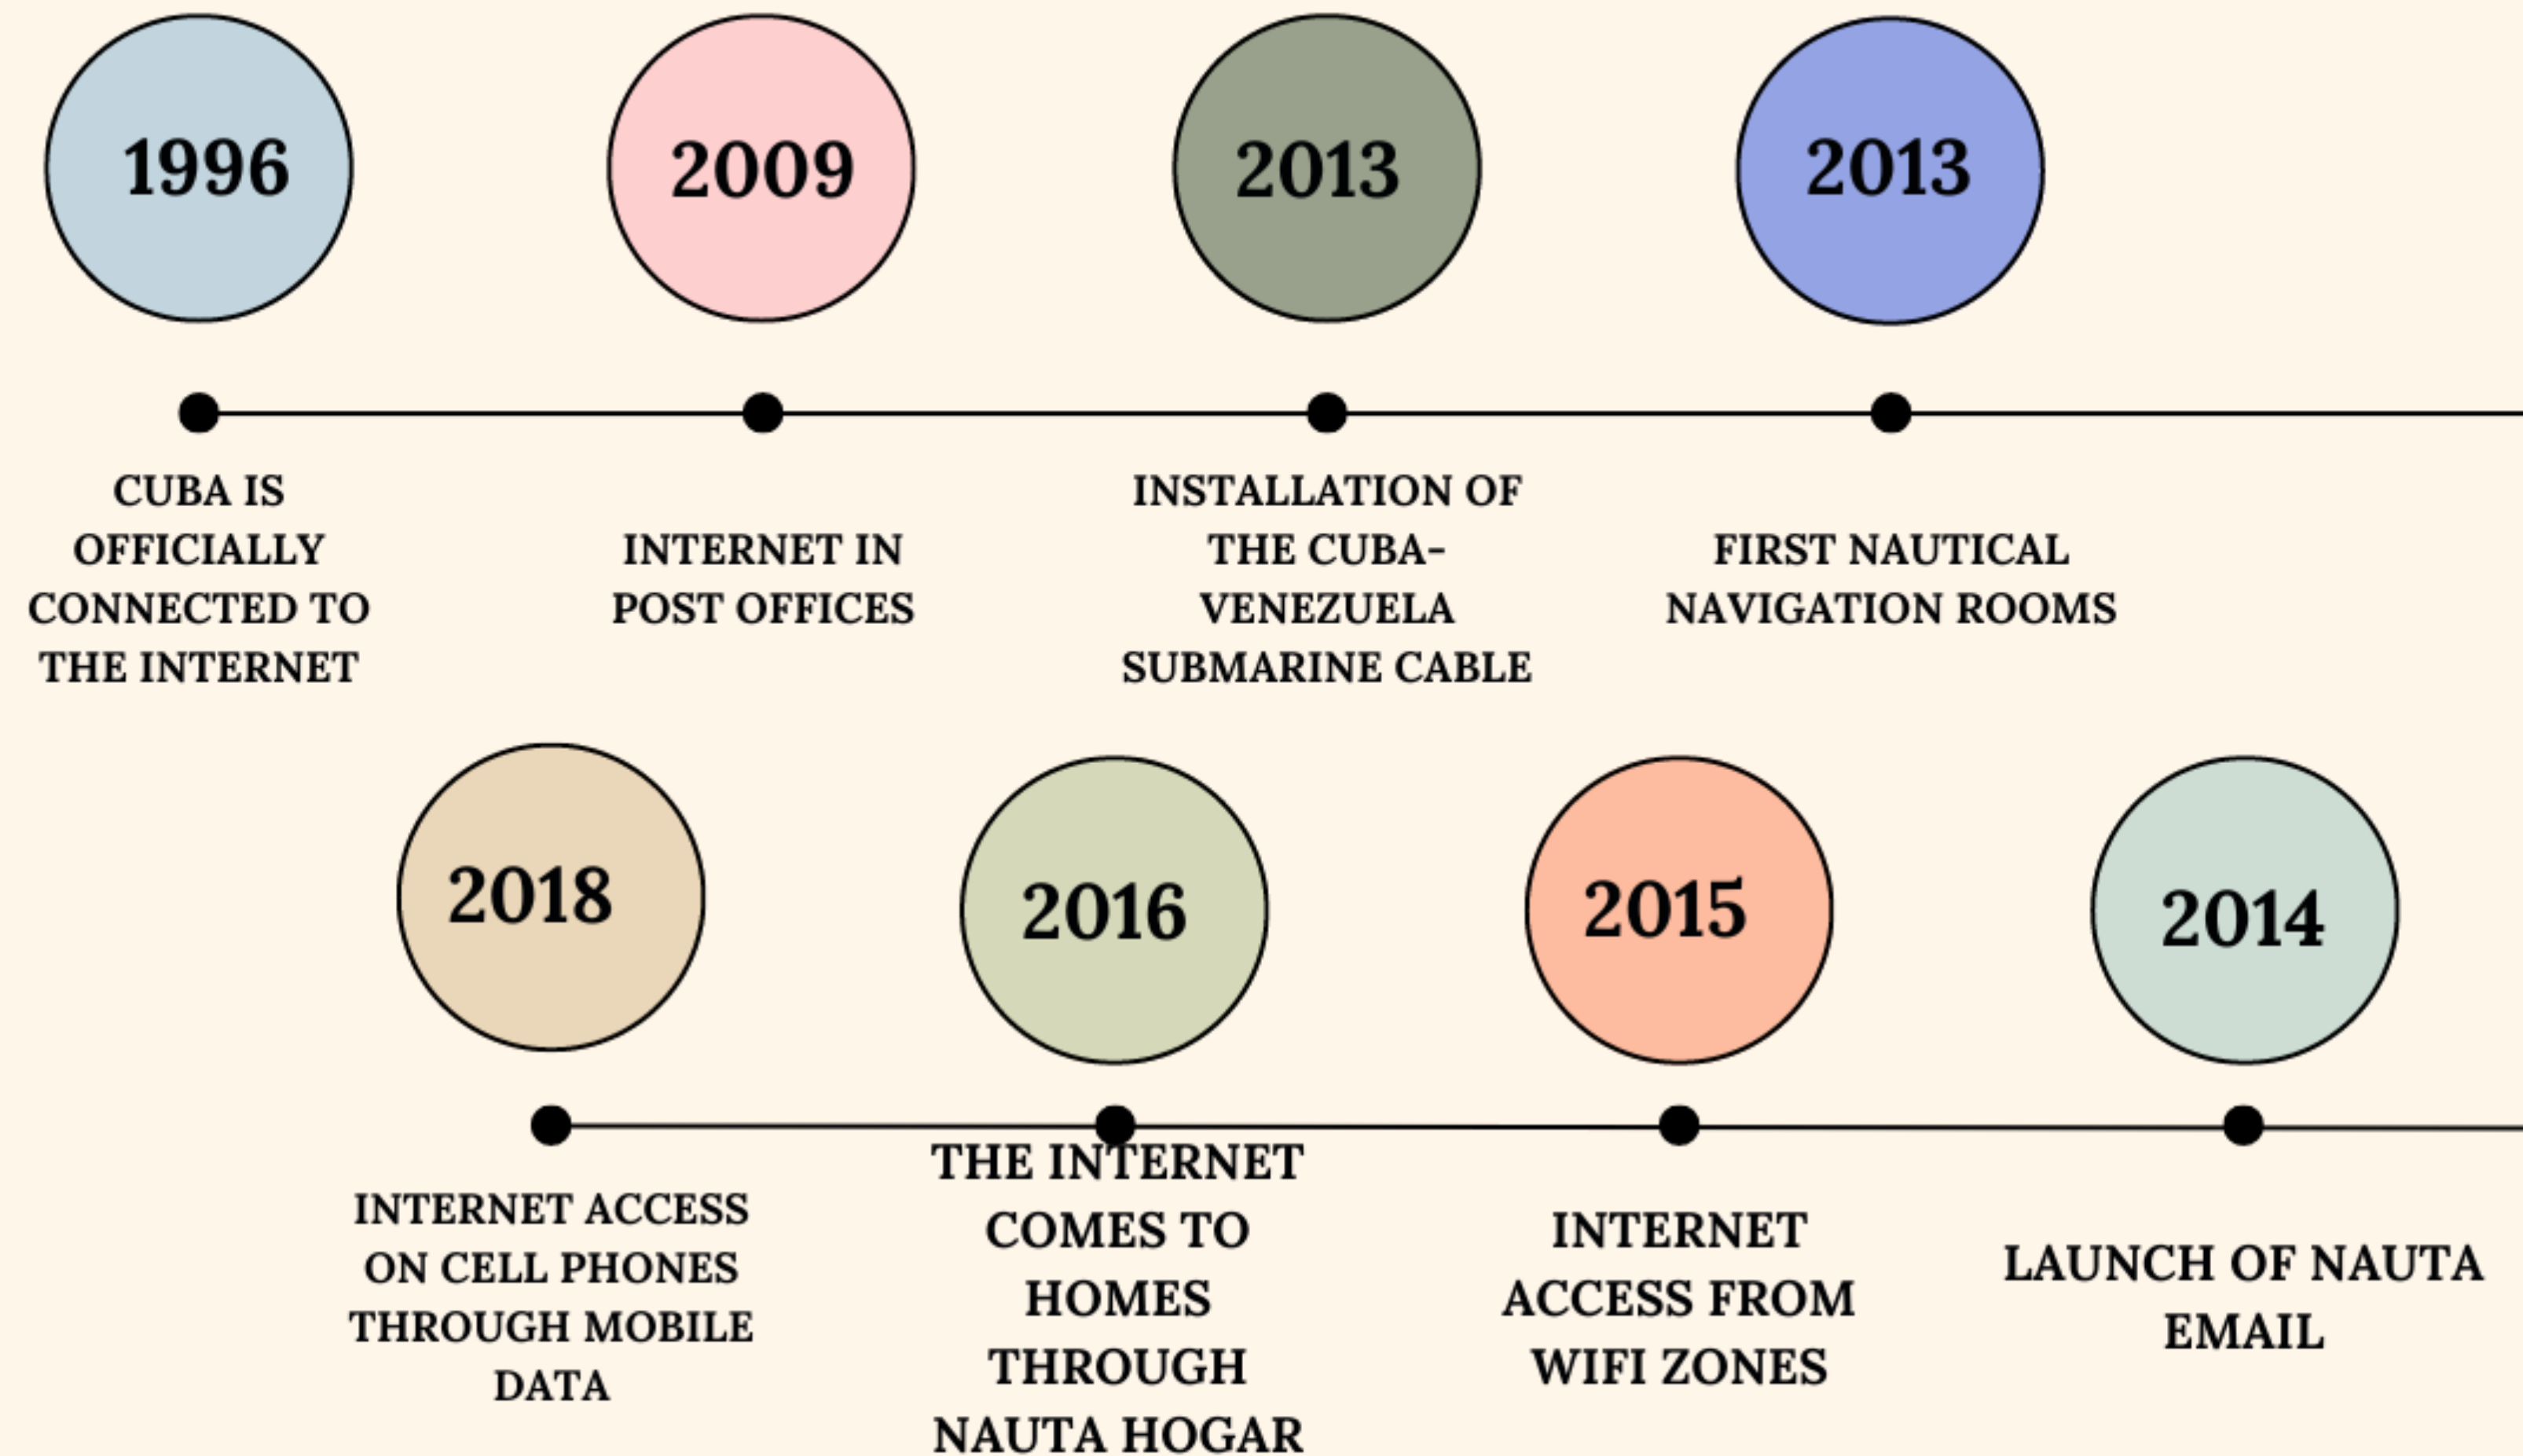 1996
2009
2013
2013
CUBA IS
OFFICIALLY
CONNECTED TO
THE INTERNET
INTERNET IN
POST OFFICES
INSTALLATION OF
THE CUBA-
VENEZUELA
SUBMARINE CABLE
FIRST NAUTICAL
NAVIGATION ROOMS
2018
2016
2015
2014
INTERNET ACCESS
ON CELL PHONES
THROUGH MOBILE
DATA
THE INTERNET
COMES TO
HOMES
THROUGH
NAUTA HOGAR
INTERNET
ACCESS FROM
WIFI ZONES
LAUNCH OF NAUTA
EMAIL